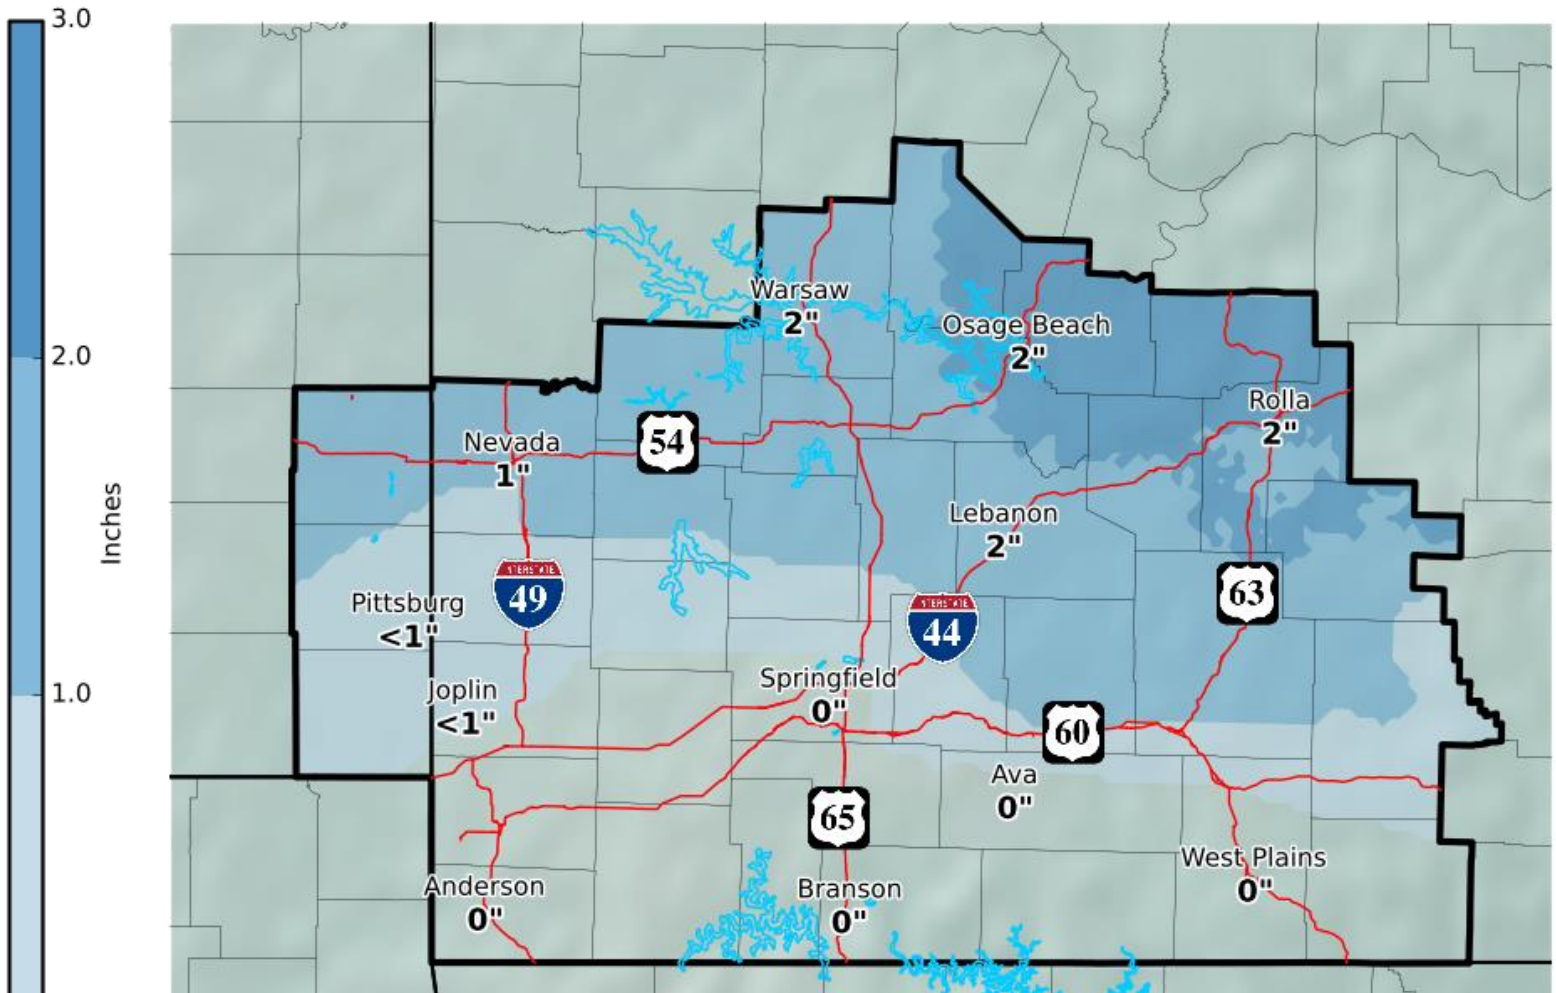 3.0
2.0
1.0
Inches
Warsaw
2"
Osage Beach
2"
Rolla
2"
54
Nevada
1"
Lebanon
2"
INTERSTATE
49
INTERSTATE
44
63
Pittsburg
<1"
Joplin
<1"
Springfield
0"
60
Ava
0"
65
West Plains
0"
Anderson
0"
Branson
0"